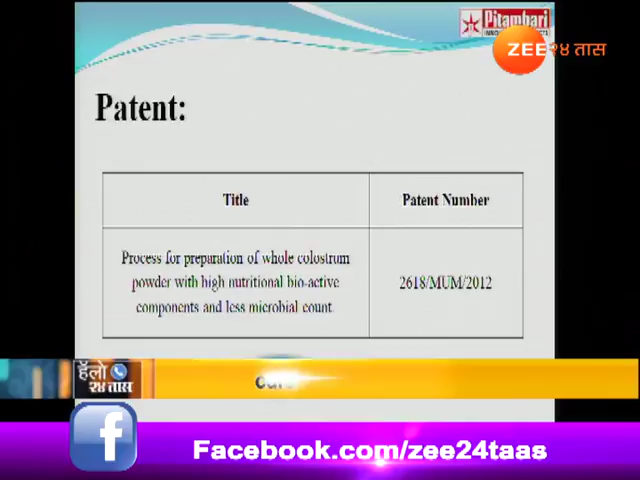 Pitambari
ZEE २४ तास
Patent:
Title
Patent Number
Process for preparation of whole colostrum
powder with high nutritional bio-active
components and less microbial count
2618/MUM/2012
हॅलो
२४ तास
Facebook.com/zee24taas